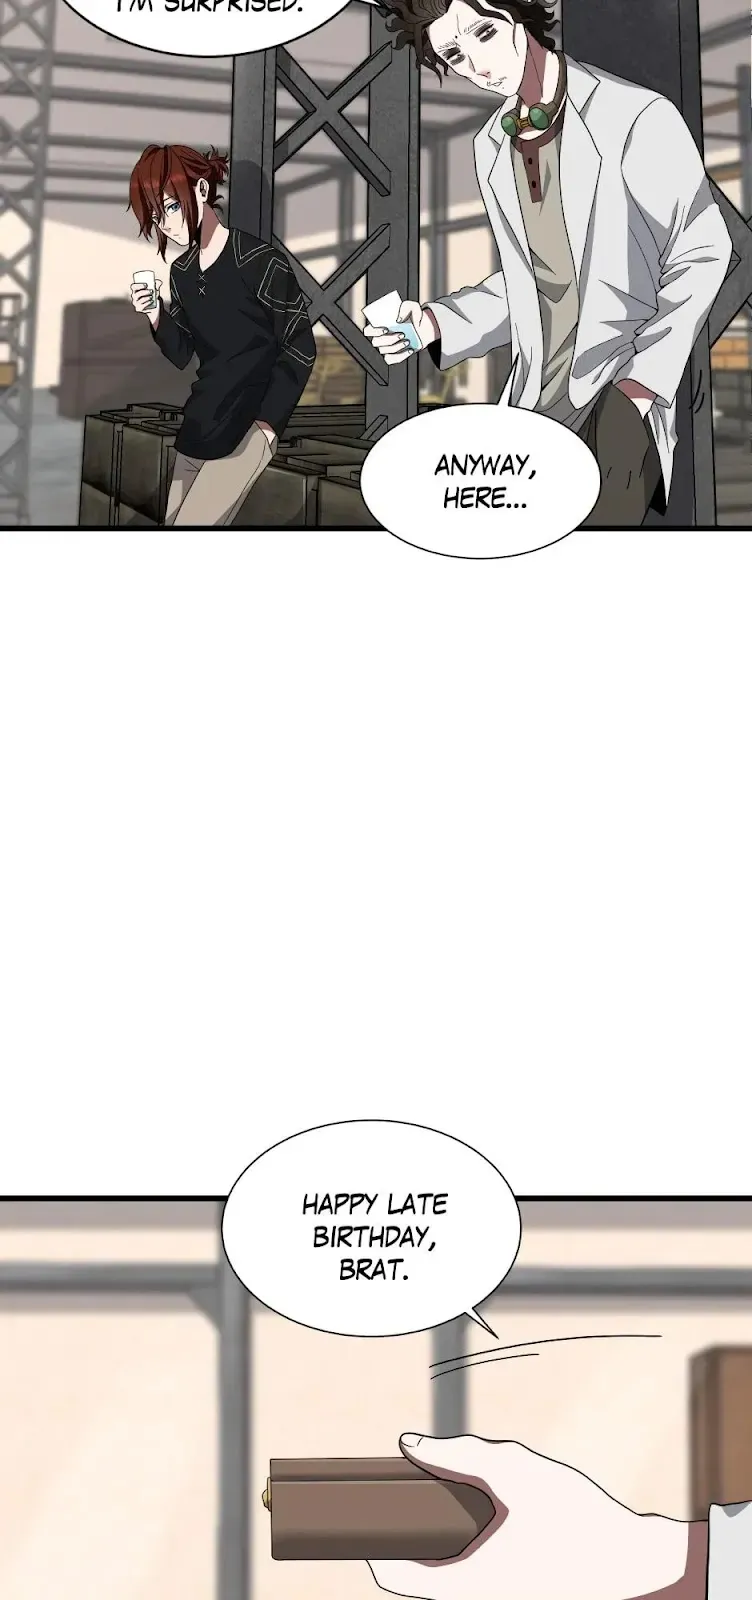 I'M SURPRISED.
ANYWAY,
HERE...
HAPPY LATE
BIRTHDAY,
BRAT.